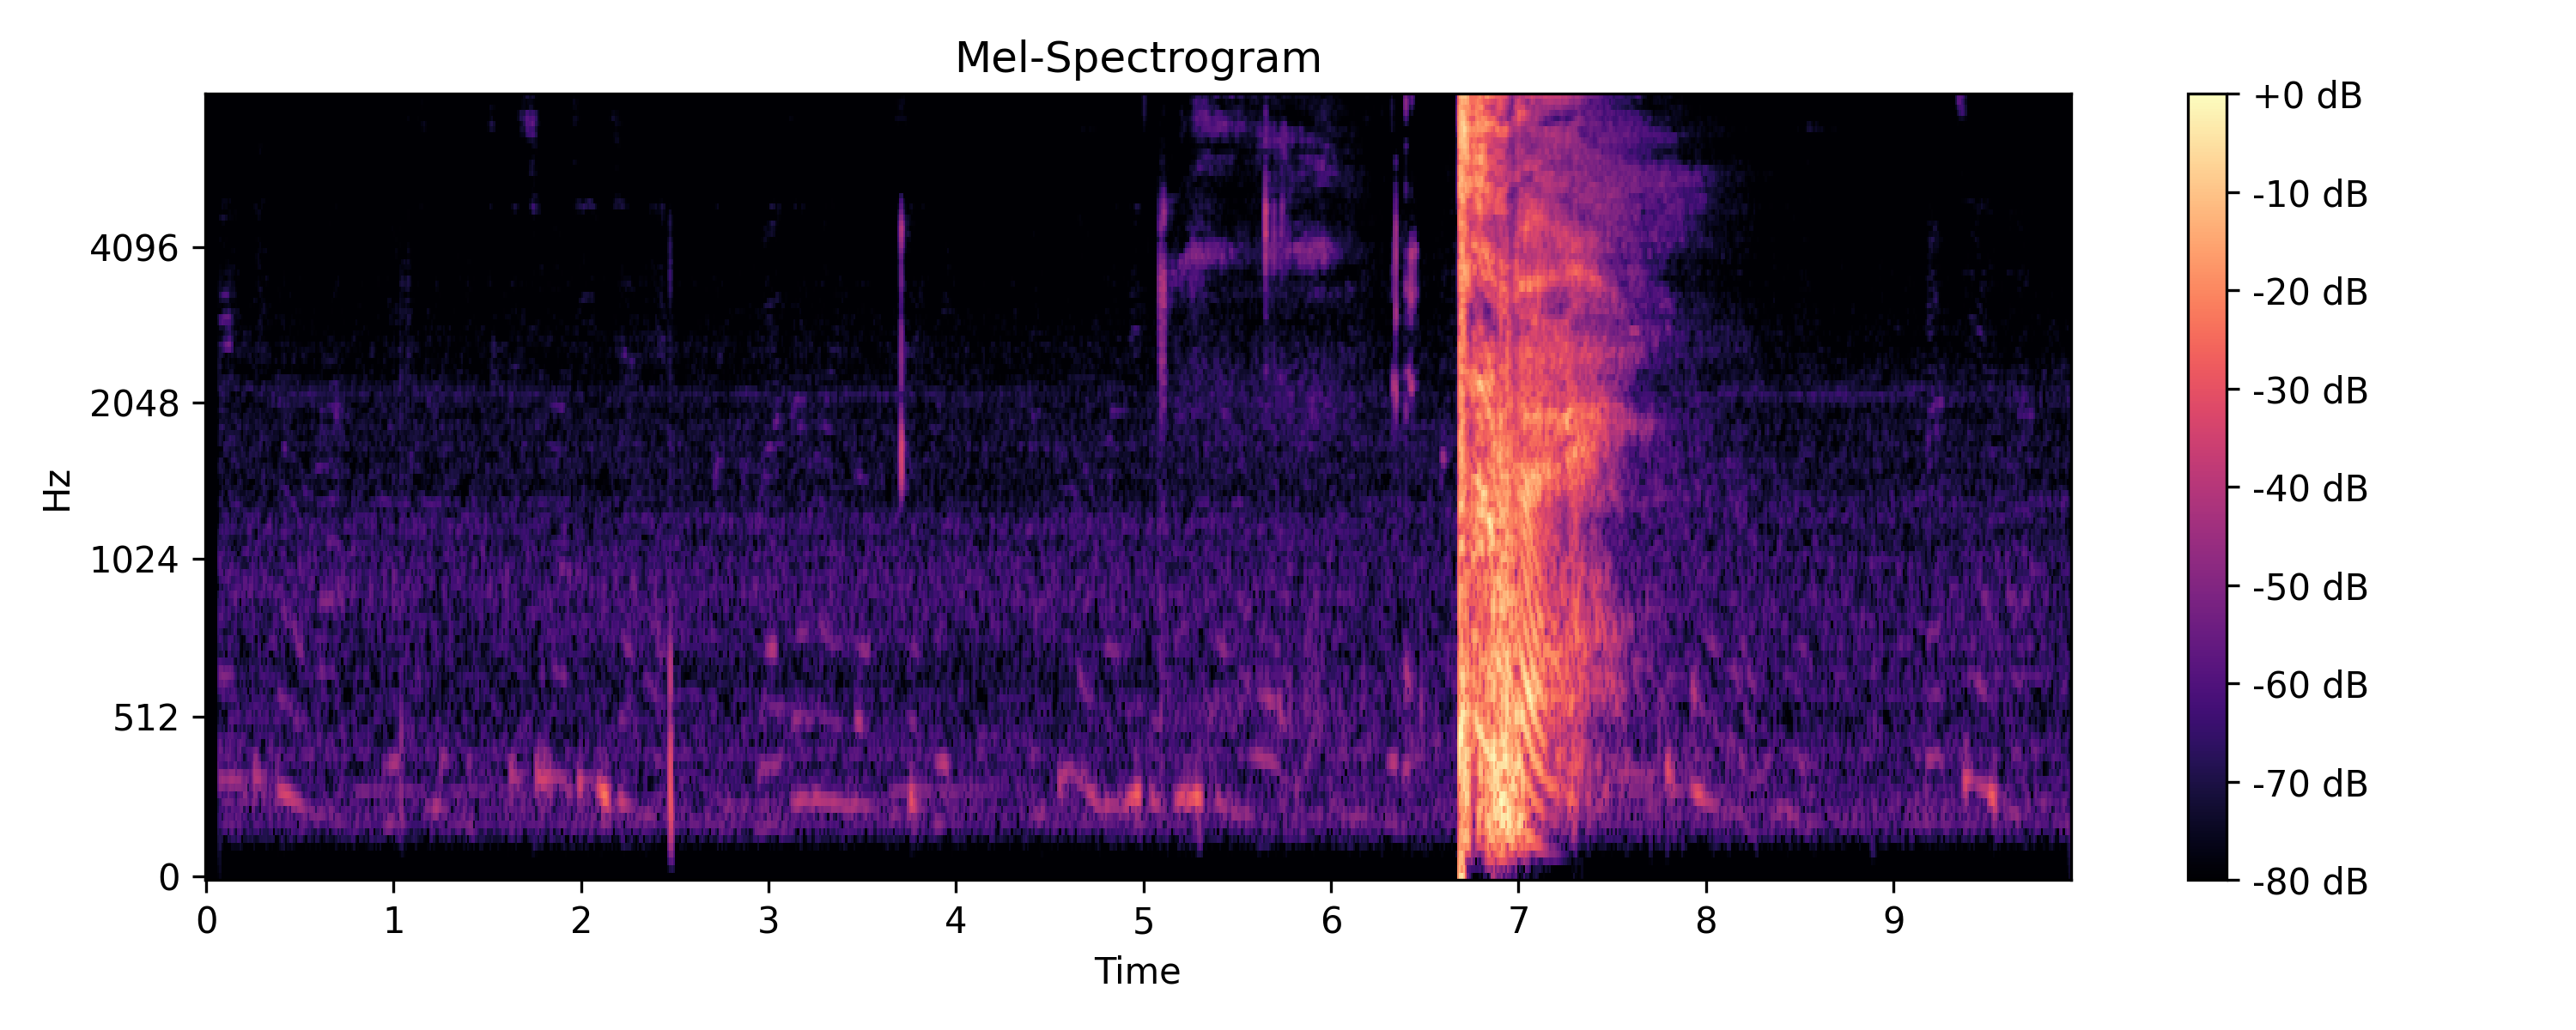 Mel-Spectrogram
+0 dB
-10 dB
-20 dB
-30 dB
-40 dB
-50 dB
-60 dB
-70 dB
-80 dB
4096
2048
1024
512
0
Hz
0 1 2 3 4 5 6 7 8 9
Time